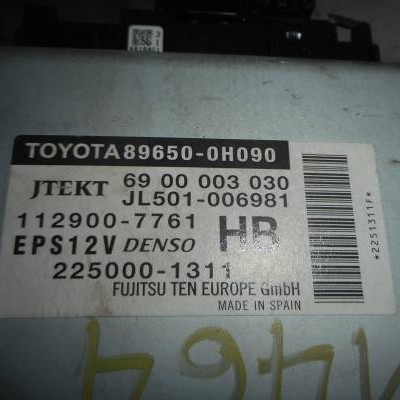 TOYOTA 89650-0H090
JTEKT 69 00 003 030
JL501-006981
112900-7761
EPS12V DENSO HB
225000-1311
FUJITSU TEN EUROPE GmbH
MADE IN SPAIN
*2251311F*